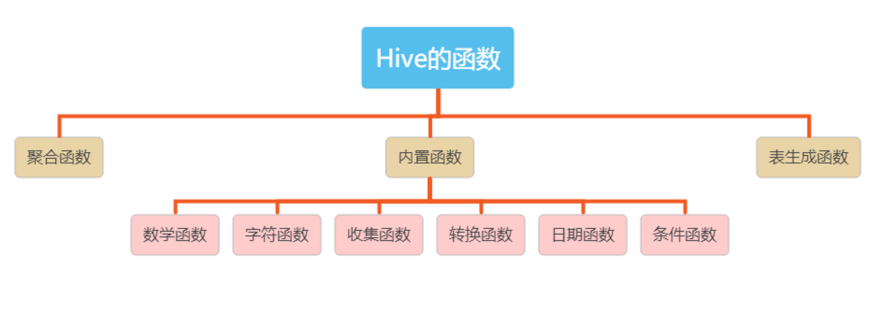 Hive的函数
聚合函数
内置函数
表生成函数
数学函数
字符函数
收集函数
转换函数
日期函数
条件函数